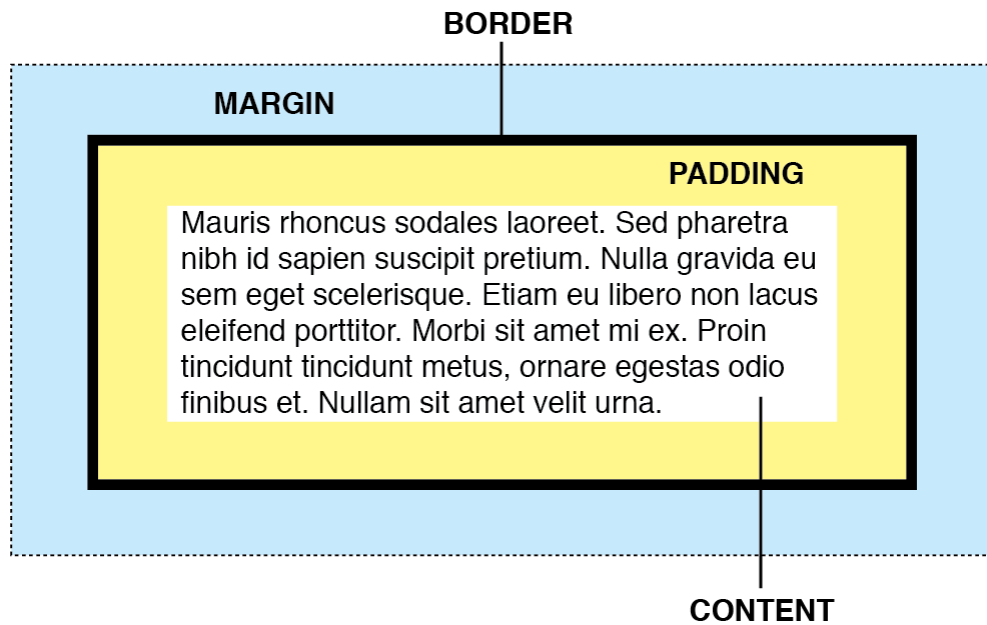 BORDER
MARGIN
PADDING
Mauris rhoncus sodales laoreet. Sed pharetra
nibh id sapien suscipit pretium. Nulla gravida eu
sem eget scelerisque. Etiam eu libero non lacus
eleifend porttitor. Morbi sit amet mi ex. Proin
tincidunt tincidunt metus, ornare egestas odio
finibus et. Nullam sit amet velit urna.
CONTENT